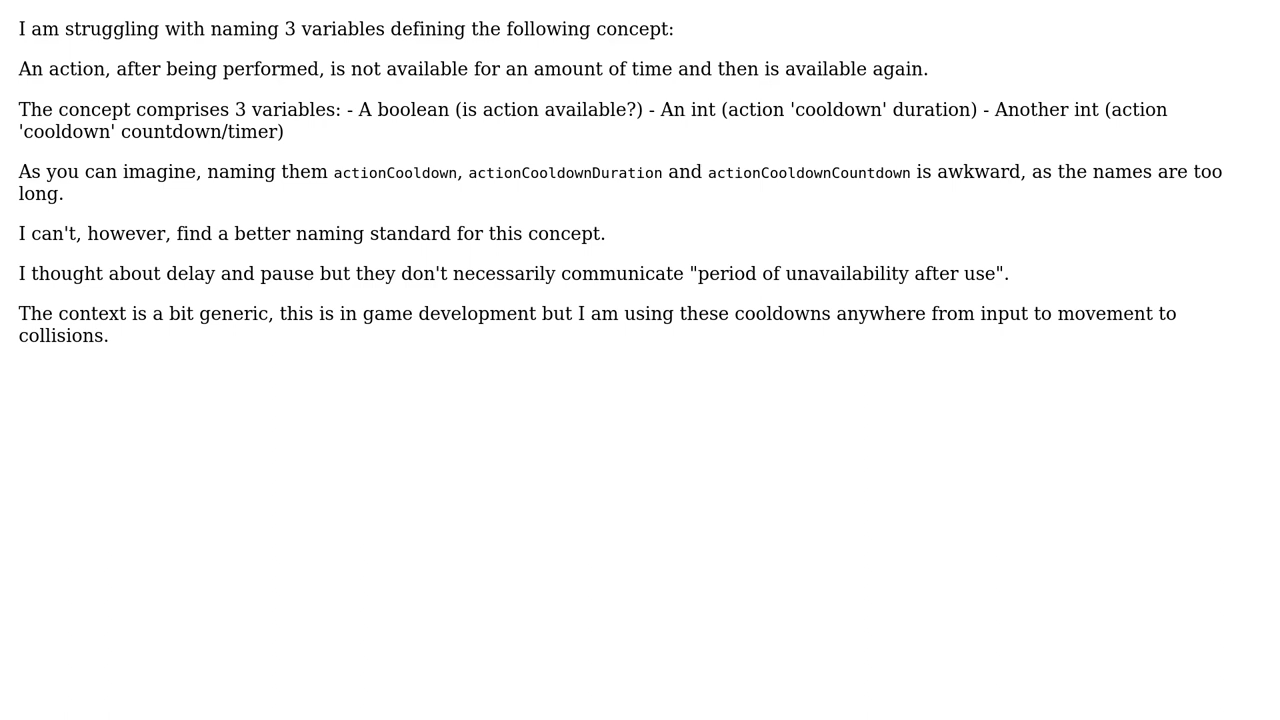 I am struggling with naming 3 variables defining the following concept:
An action, after being performed, is not available for an amount of time and then is available again.
The concept comprises 3 variables: - A boolean (is action available?) - An int (action 'cooldown' duration) - Another int (action
'cooldown' countdown/timer)
As you can imagine, naming them actionCooldown, actionCooldownDuration and actionCooldownCountdown is awkward, as the names are too
long.
I can't, however, find a better naming standard for this concept.
I thought about delay and pause but they don't necessarily communicate "period of unavailability after use".
The context is a bit generic, this is in game development but I am using these cooldowns anywhere from input to movement to
collisions.